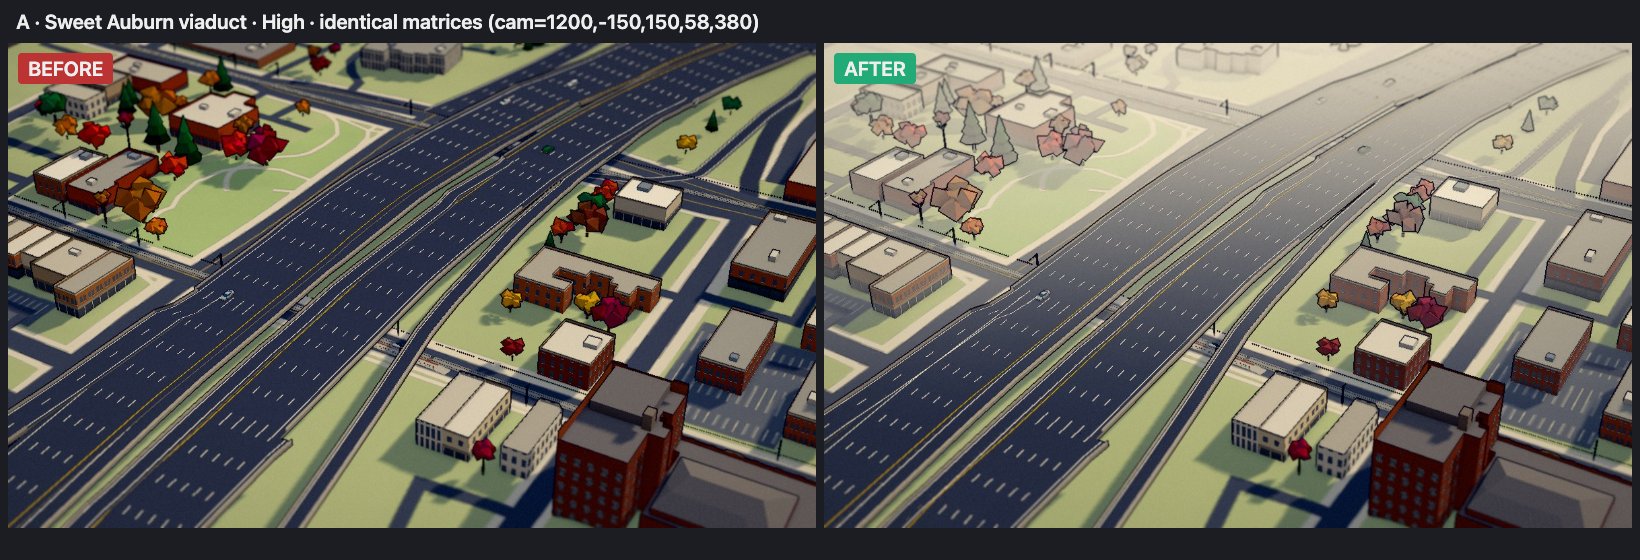 A · Sweet Auburn viaduct · High · identical matrices (cam=1200,-150,150,58,380)
BEFORE
AFTER